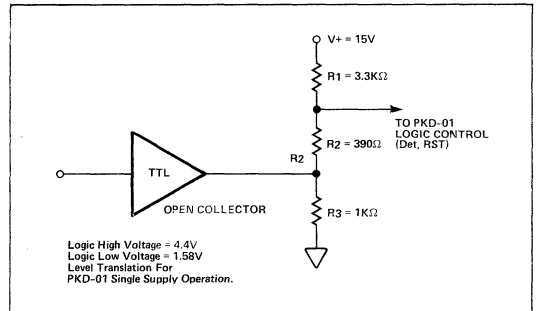 V+ = 15V
R1 = 3.3KΩ
TO PKD-01
LOGIC CONTROL
(Det, RST)
R2 = 390Ω
R2
TTL
OPEN COLLECTOR
R3 = 1KΩ
Logic High Voltage = 4.4V
Logic Low Voltage = 1.58V
Level Translation For
PKD-01 Single Supply Operation.